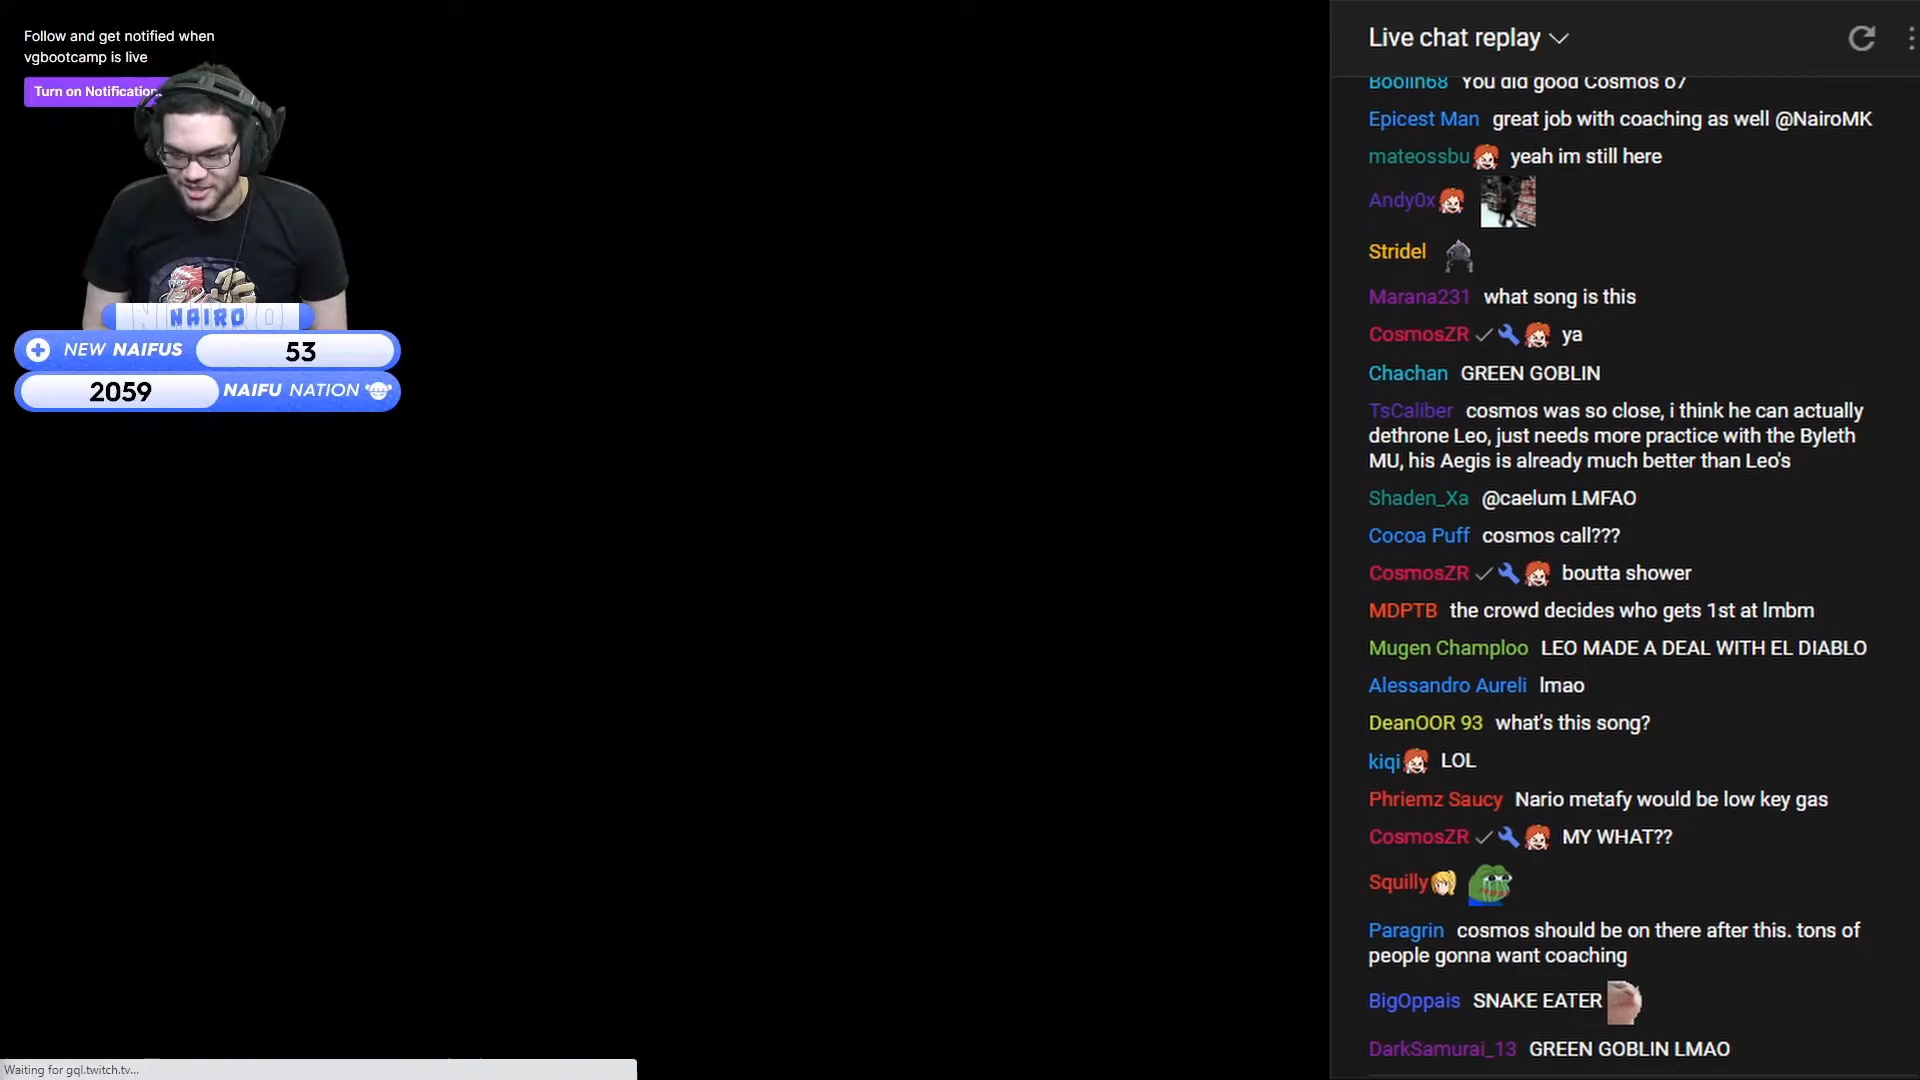 Follow and get notified when
vgbootcamp is live
Turn on Notification
NAIRO
NEW NAIFUS 53
2059 NAIFU NATION
Waiting for gql.twitch.tv...
Live chat replay
Boolin68 You did good Cosmos o7
Epicest Man great job with coaching as well @NairoMK
mateossbu yeah im still here
Andy0x
Stridel
Marana231 what song is this
CosmosZR ya
Chachan GREEN GOBLIN
TsCaliber cosmos was so close, i think he can actually
dethrone Leo, just needs more practice with the Byleth
MU, his Aegis is already much better than Leo's
Shaden_Xa @caelum LMFAO
Cocoa Puff cosmos call???
CosmosZR boutta shower
MDPTB the crowd decides who gets 1st at lmbm
Mugen Champloo LEO MADE A DEAL WITH EL DIABLO
Alessandro Aureli lmao
DeanOOR 93 what's this song?
kiqi LOL
Phriemz Saucy Nario metafy would be low key gas
CosmosZR MY WHAT??
Squilly
Paragrin cosmos should be on there after this. tons of
people gonna want coaching
BigOppais SNAKE EATER
DarkSamurai_13 GREEN GOBLIN LMAO